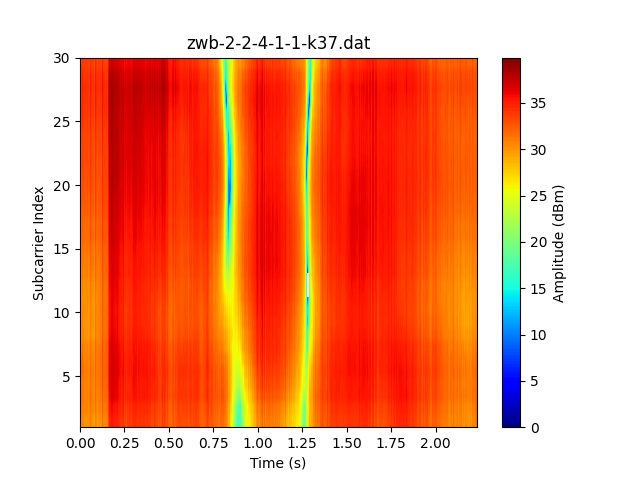 zwb-2-2-4-1-1-k37.dat
30
25
20
15
10
5
Subcarrier Index
0.00 0.25 0.50 0.75 1.00 1.25 1.50 1.75 2.00
Time (s)
35
30
25
20
15
10
5
0
Amplitude (dBm)